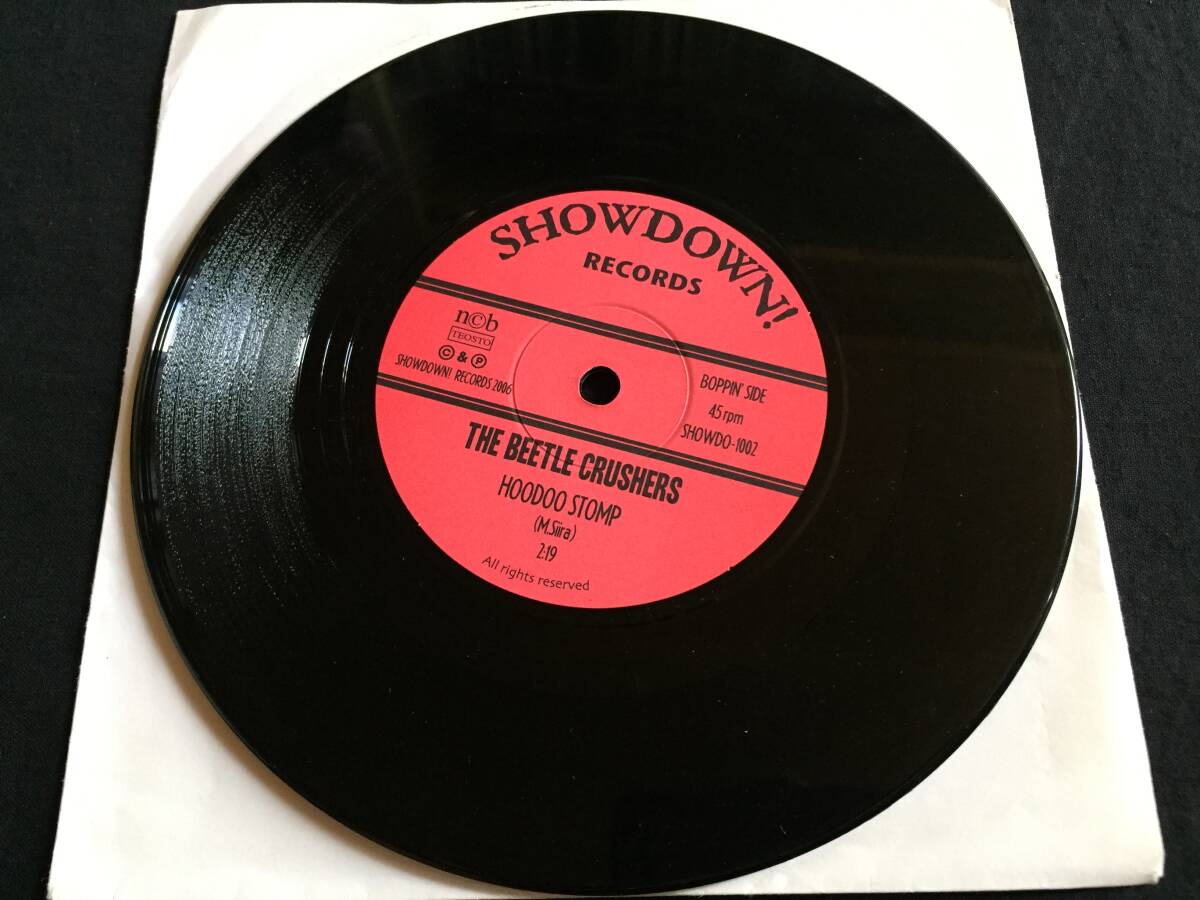 SHOWDOWN!
RECORDS
n©b
TEOSTO
© & ℗
SHOWDOWN! RECORDS 2006
BOPPIN' SIDE
45 rpm
SHOWDO-1002
THE BEETLE CRUSHERS
HOODOO STOMP
(M.Siira)
2:19
All rights reserved